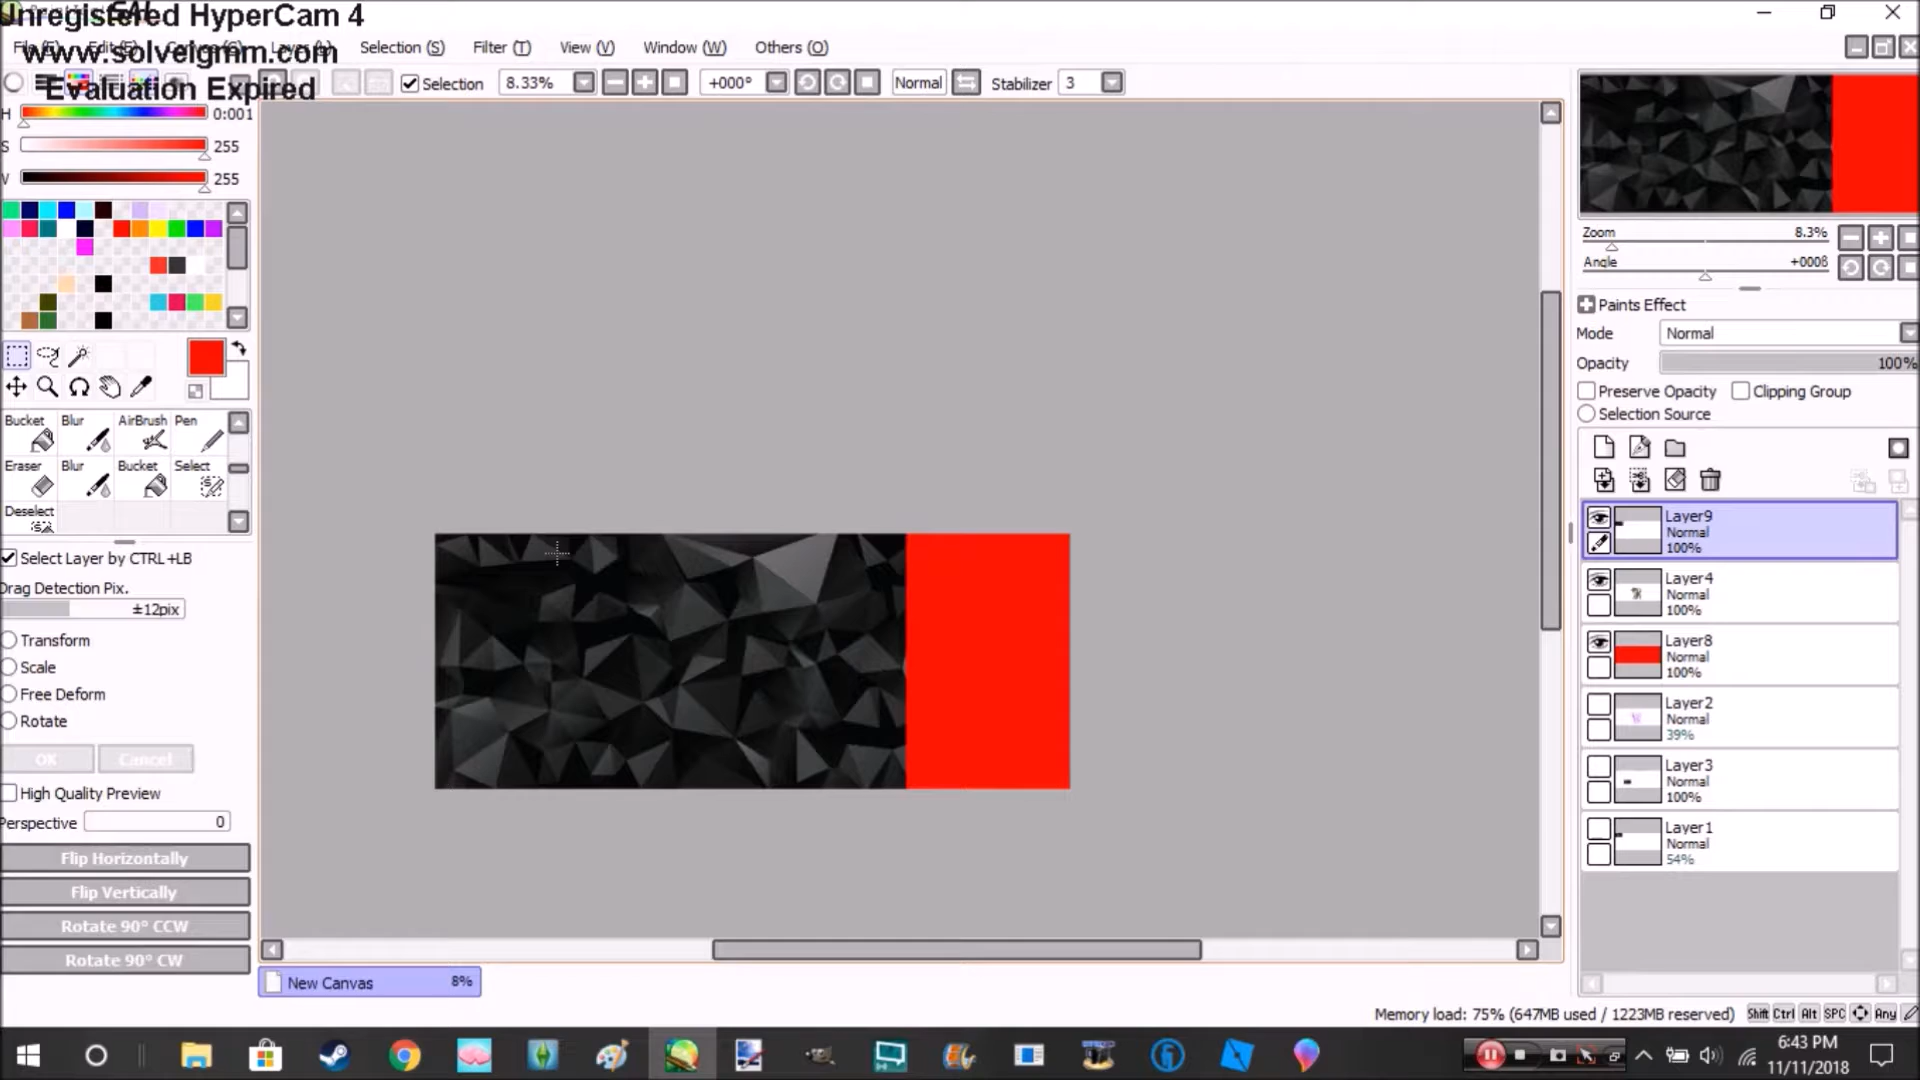 Unregistered HyperCam 4
www.solveigmm.com
Evaluation Expired
Selection (S)
Filter (T)
View (V)
Window (W)
Others (O)
Selection
8.33%
+000°
Normal
Stabilizer
3
H
0:001
S
255
V
255
Bucket
Blur
AirBrush
Pen
Eraser
Blur
Bucket
Select
Deselect
Select Layer by CTRL+LB
Drag Detection Pix.
±12pix
Transform
Scale
Free Deform
Rotate
OK
Cancel
High Quality Preview
Perspective
0
Flip Horizontally
Flip Vertically
Rotate 90° CCW
Rotate 90° CW
New Canvas
8%
Zoom
8.3%
Angle
+000ß
Paints Effect
Mode
Normal
Opacity
100%
Preserve Opacity
Clipping Group
Selection Source
Layer9
Normal
100%
Layer4
Normal
100%
Layer8
Normal
100%
Layer2
Normal
39%
Layer3
Normal
100%
Layer1
Normal
54%
Memory load: 75% (647MB used / 1223MB reserved)
Shift
Ctrl
Alt
SPC
Any
6:43 PM
11/11/2018